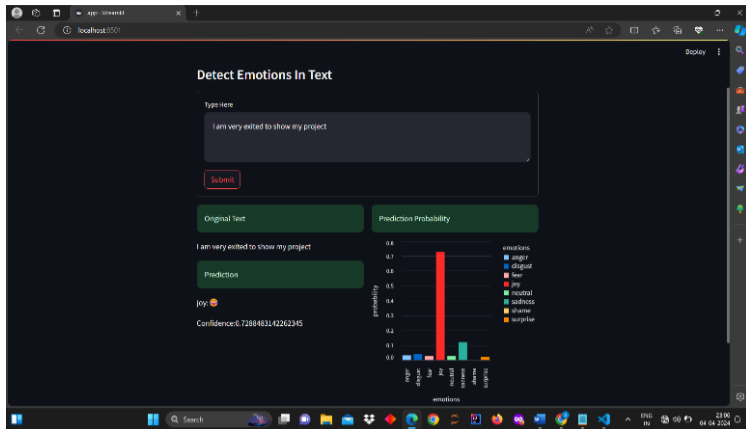 app · Streamlit
localhost:8501
Deploy
Detect Emotions In Text
Type Here
I am very exited to show my project
Submit
Original Text
I am very exited to show my project
Prediction
joy:😂
Confidence:0.7288483142262345
Prediction Probability
0.8
0.7
0.6
0.5
0.4
0.3
0.2
0.1
0.0
probability
anger
disgust
fear
joy
neutral
sadness
shame
surprise
emotions
emotions
anger
disgust
fear
joy
neutral
sadness
shame
surprise
Search
ENG
IN
23:06
04-04-2024